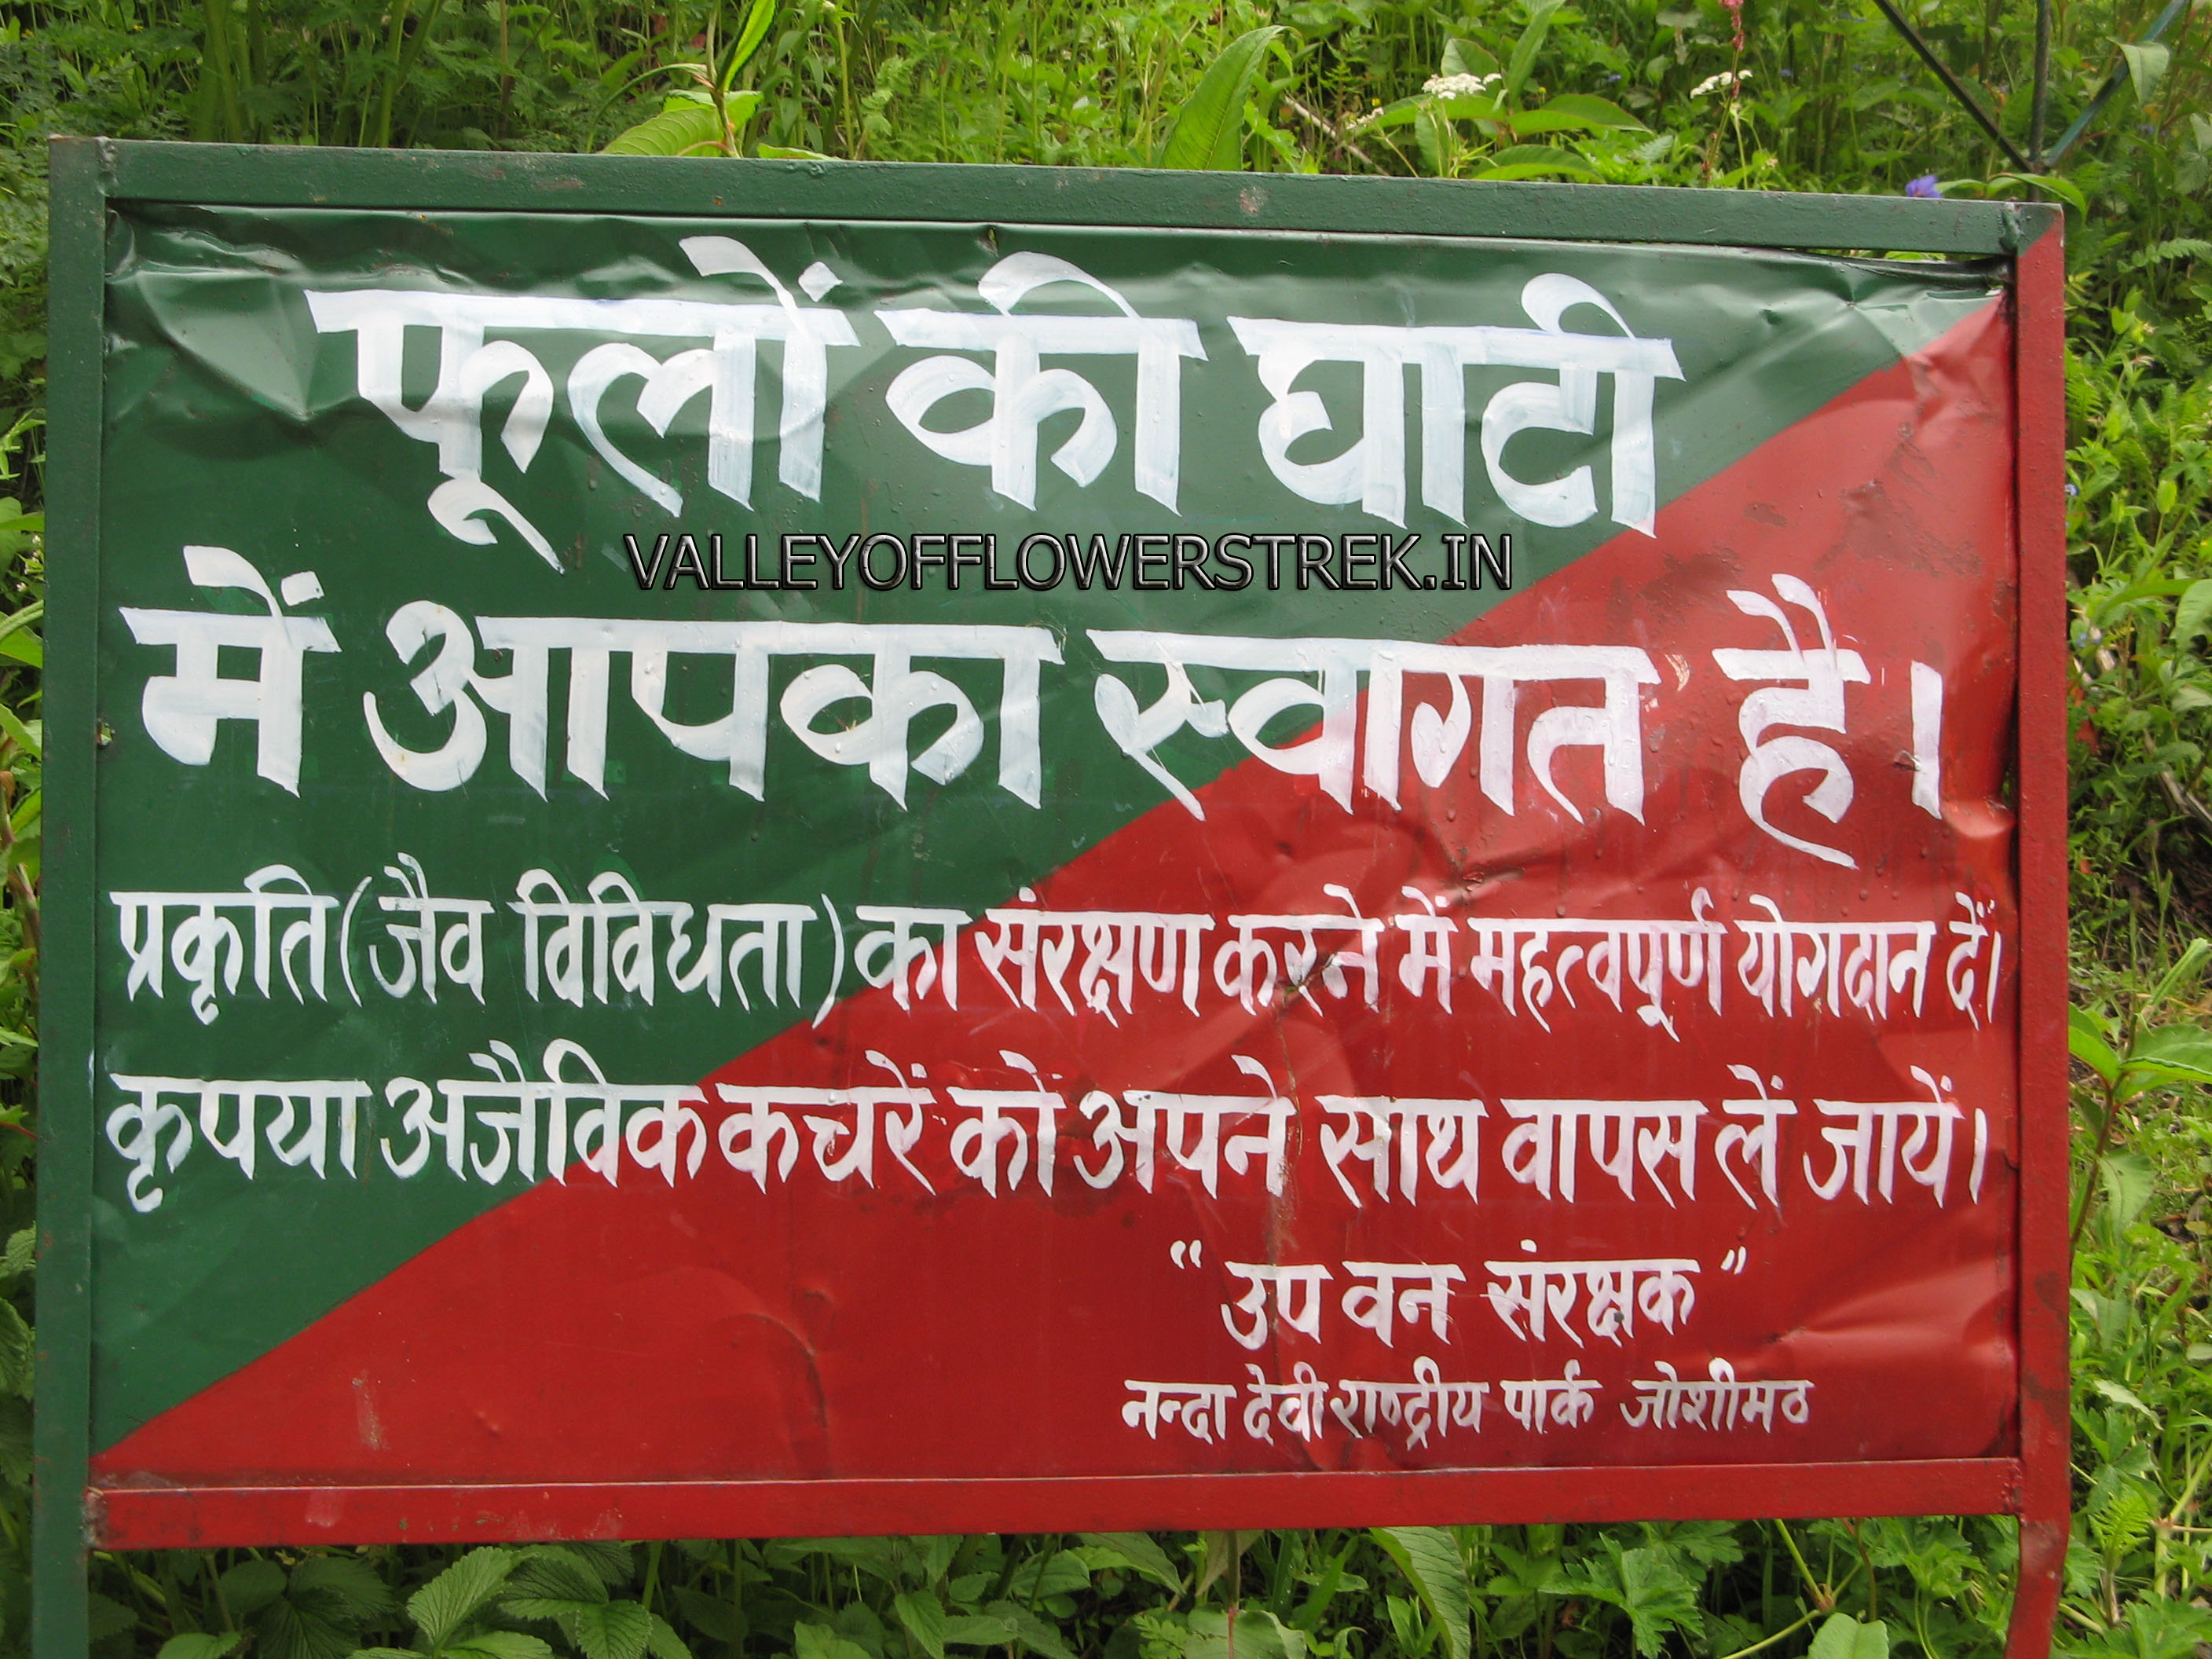 फूलों की घाटी
VALLEYOFFLOWERSTREK.IN
में आपका स्वागत है।
प्रकृति (जैव विविधता) का संरक्षण करने में महत्वपूर्ण योगदान दें।
कृपया अजैविक कचरें को अपने साथ वापस लें जायें।
“उप वन संरक्षक”
नन्दा देवी राष्ट्रीय पार्क जोशीमठ